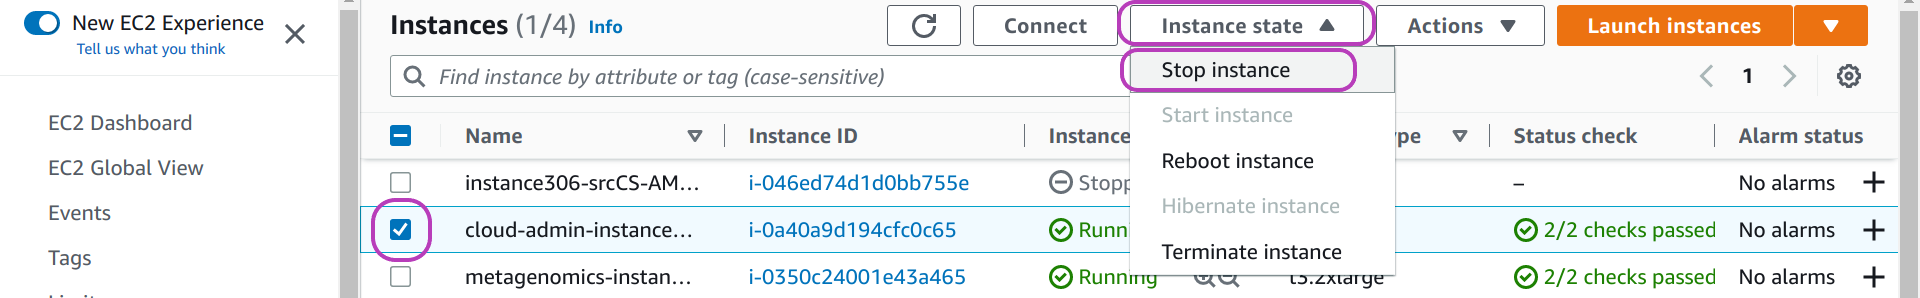 New EC2 Experience
Tell us what you think
EC2 Dashboard
EC2 Global View
Events
Tags
Instances (1/4) Info
Connect
Instance state
Actions
Launch instances
Find instance by attribute or tag (case-sensitive)
1
Stop instance
Start instance
Reboot instance
Hibernate instance
Terminate instance
Name Instance ID Instance ype Status check Alarm status
instance306-srcCS-AM... i-046ed74d1d0bb755e Stopp – No alarms
cloud-admin-instance... i-0a40a9d194cfc0c65 Runni 2/2 checks passed No alarms
metagenomics-instan... i-0350c24001e43a465 Running t3.2xlarge 2/2 checks passed No alarms